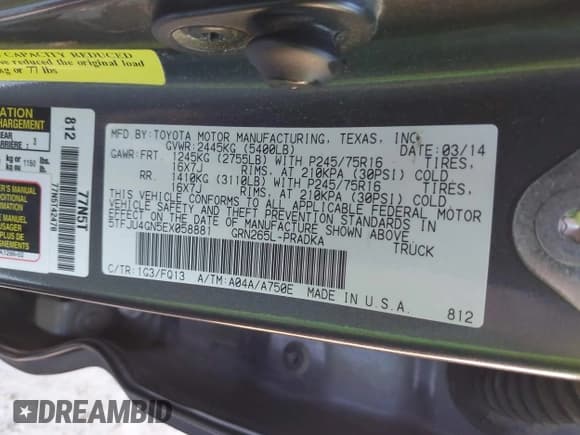 CAPACITY REDUCED
reduced the original load
kg or 77 lbs
812
77N5T
MFD BY:TOYOTA MOTOR MANUFACTURING, TEXAS, INC.
DATE: 03/14
GVWR:2445KG (5400LB)
GAWR:FRT. 1245KG (2755LB) WITH P245/75R16 TIRES,
16X7J RIMS, AT 210KPA (30PSI) COLD
RR. 1410KG (3110LB) WITH P245/75R16 TIRES,
16X7J RIMS, AT 210KPA (30PSI) COLD
THIS VEHICLE CONFORMS TO ALL APPLICABLE FEDERAL MOTOR
VEHICLE SAFETY AND THEFT PREVENTION STANDARDS IN
EFFECT ON THE DATE OF MANUFACTURE SHOWN ABOVE.
5TFJU4GN5EX058881 TRUCK
GRN265L-PRADKA
C/TR:1G3/FQ13 A/TM:A04A/A750E
MADE IN U.S.A.
812
DREAMBID